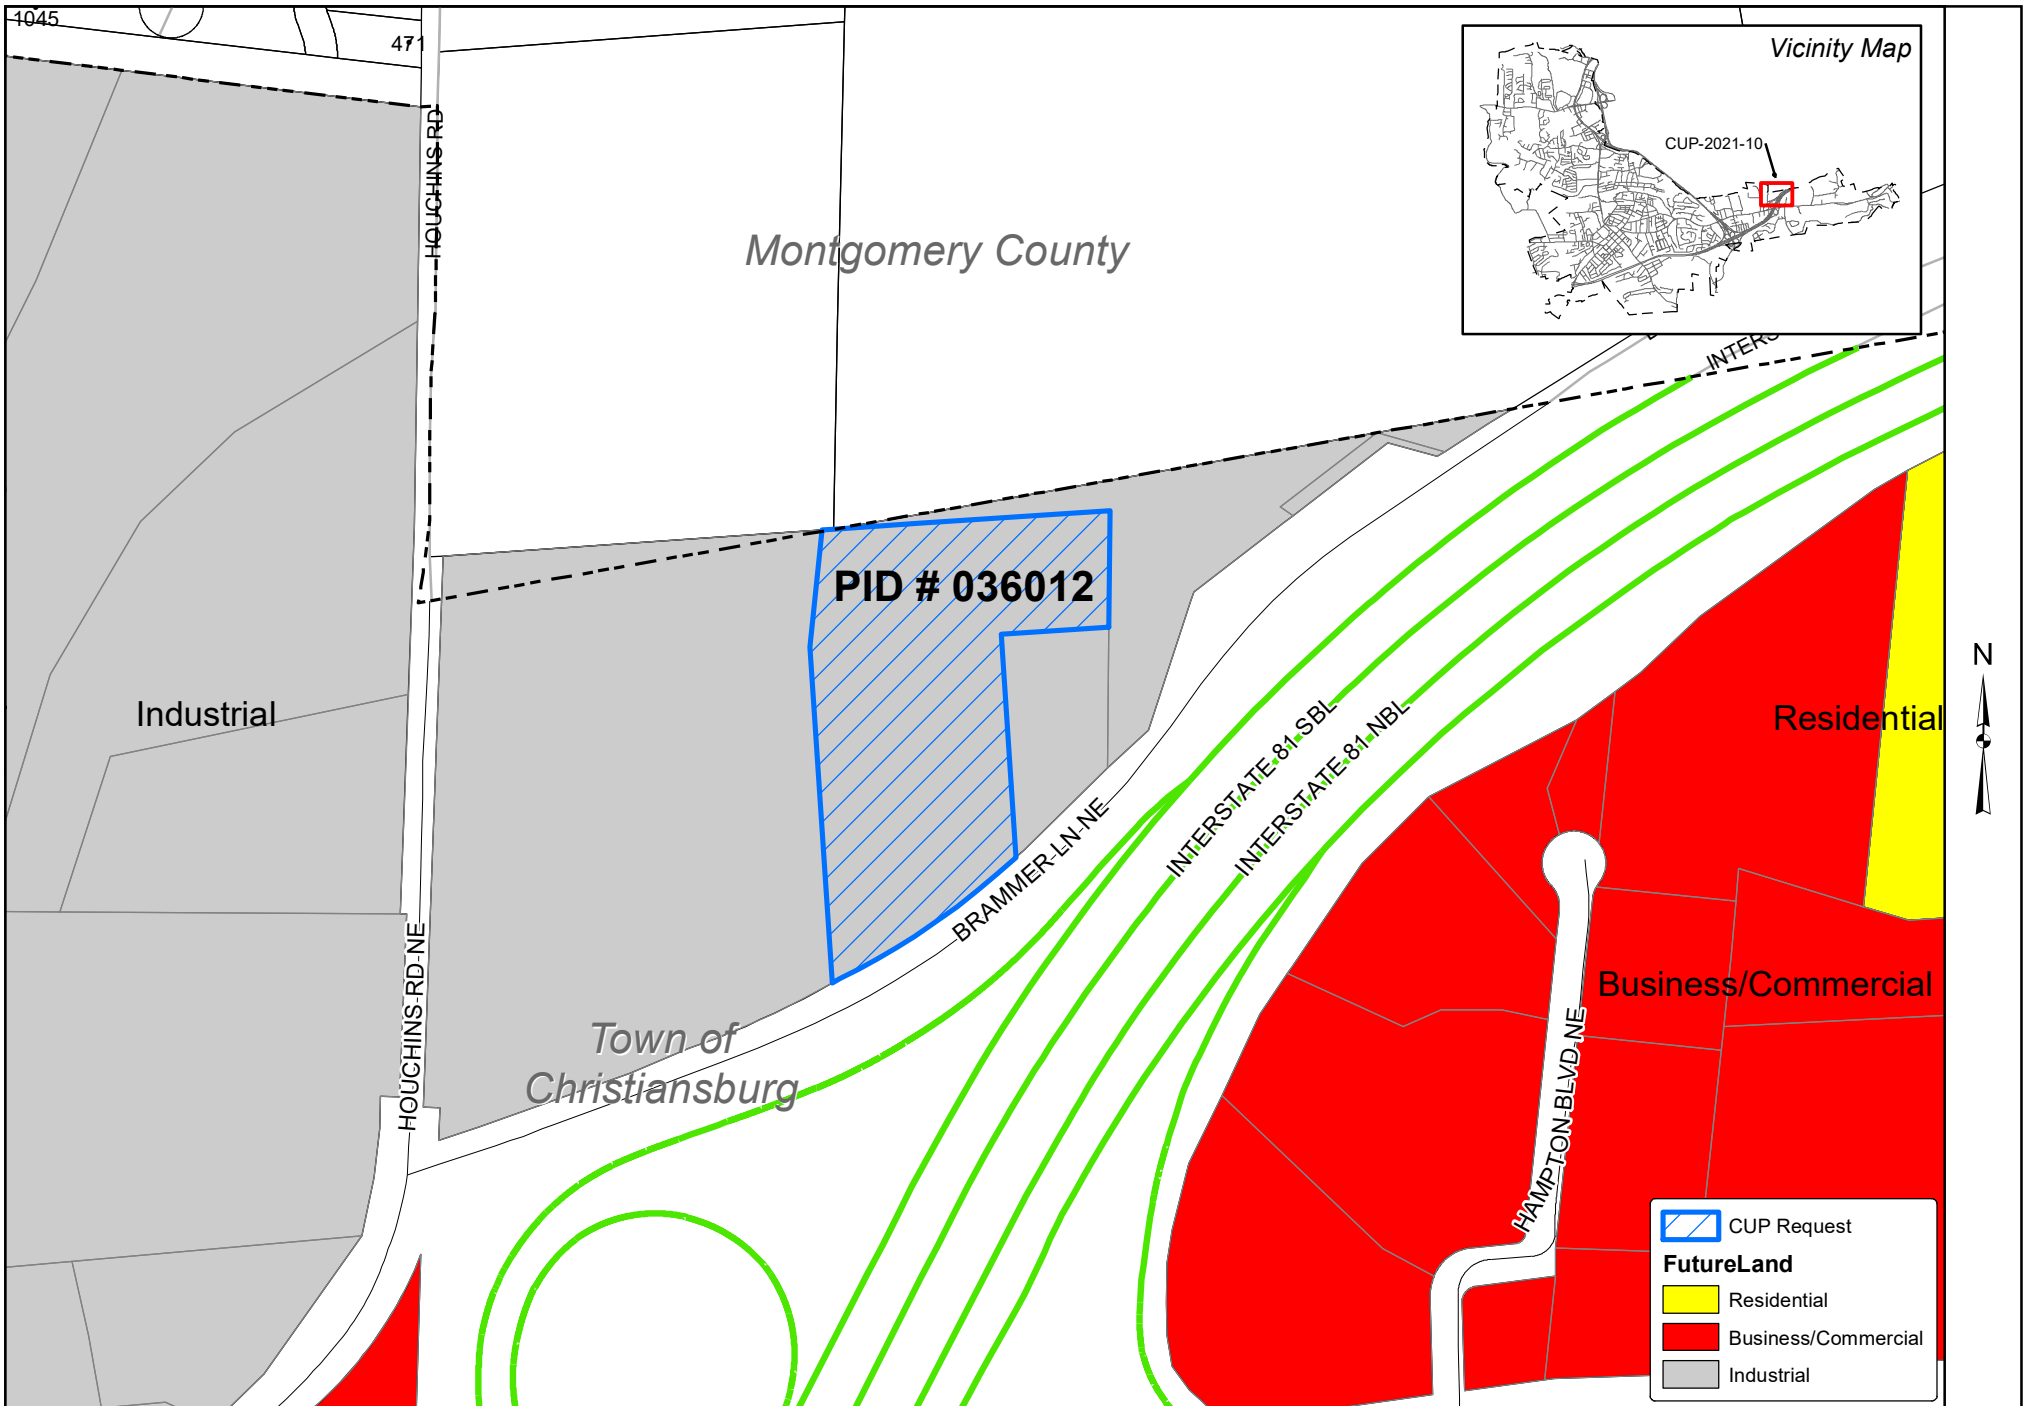 1045
471
HOUCHINS RD
Montgomery County
Vicinity Map
CUP-2021-10
INTERS
PID # 036012
N
Industrial
Residential
INTERSTATE 81 SBL
INTERSTATE 81 NBL
BRAMMER LN NE
HOUCHINS RD NE
Business/Commercial
Town of
Christiansburg
HAMPTON BLVD NE
CUP Request
FutureLand
Residential
Business/Commercial
Industrial